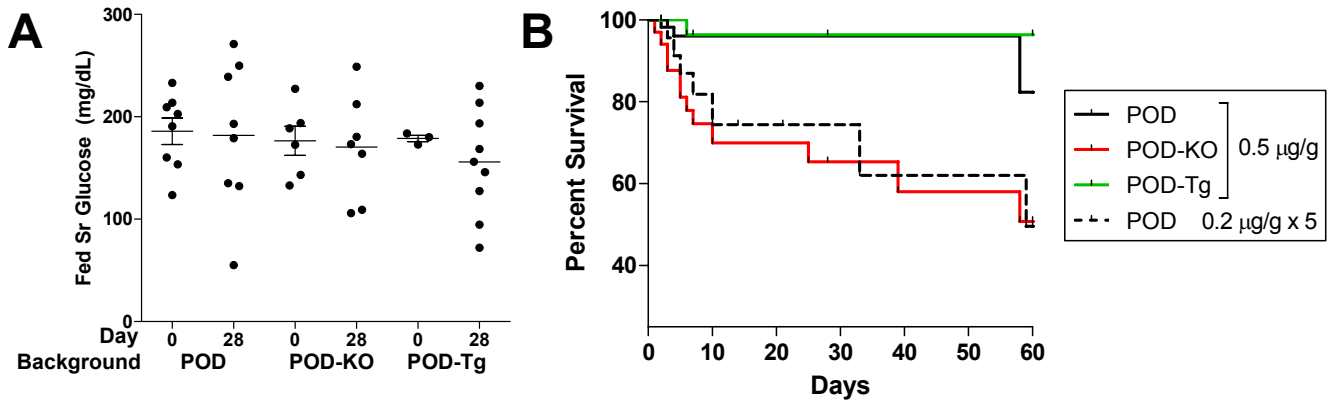 A
Fed Sr Glucose (mg/dL)
300
200
100
0
Day 0 28 0 28 0 28
Background POD POD-KO POD-Tg
B
Percent Survival
100
80
60
40
0 10 20 30 40 50 60
Days
POD
POD-KO 0.5 μg/g
POD-Tg
POD 0.2 μg/g x 5